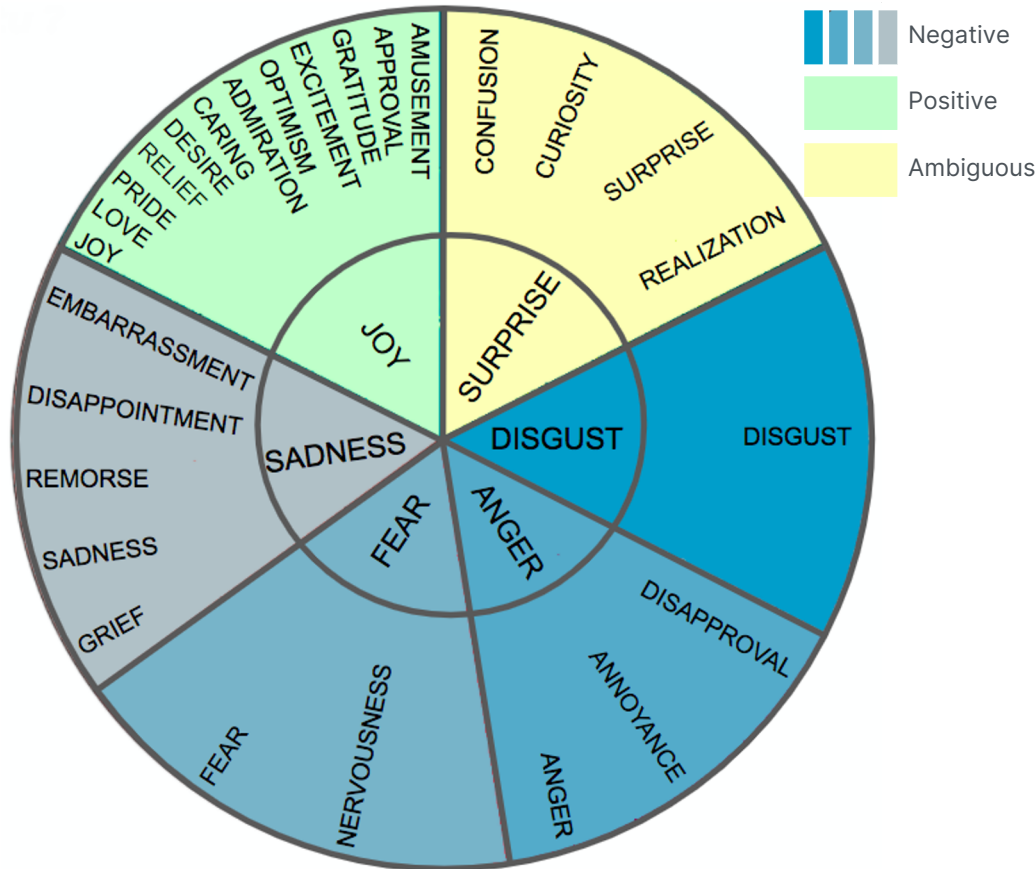 Negative
Positive
Ambiguous
AMUSEMENT
APPROVAL
GRATITUDE
EXCITEMENT
OPTIMISM
ADMIRATION
CARING
DESIRE
RELIEF
PRIDE
LOVE
JOY
CONFUSION
CURIOSITY
SURPRISE
REALIZATION
JOY
SURPRISE
EMBARRASSMENT
DISAPPOINTMENT
REMORSE
SADNESS
GRIEF
SADNESS
DISGUST
DISGUST
FEAR
ANGER
FEAR
NERVOUSNESS
DISAPPROVAL
ANNOYANCE
ANGER